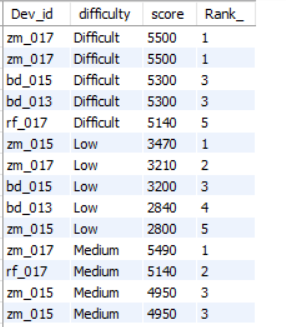 Dev_id difficulty score Rank_
zm_017 Difficult 5500 1
zm_017 Difficult 5500 1
bd_015 Difficult 5300 3
bd_013 Difficult 5300 3
rf_017 Difficult 5140 5
zm_015 Low 3470 1
zm_017 Low 3210 2
bd_015 Low 3200 3
bd_013 Low 2840 4
zm_015 Low 2800 5
zm_017 Medium 5490 1
rf_017 Medium 5140 2
zm_015 Medium 4950 3
zm_015 Medium 4950 3